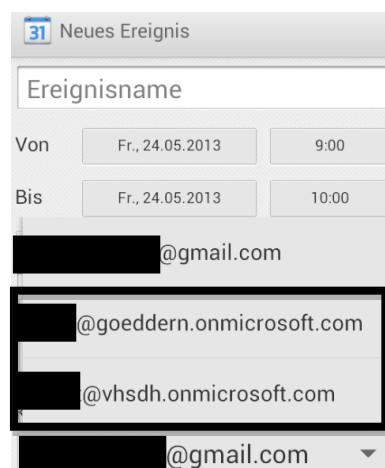 31 Neues Ereignis
Ereignisname
Von Fr., 24.05.2013 9:00
Bis Fr., 24.05.2013 10:00
@gmail.com
@goeddern.onmicrosoft.com
@vhsdh.onmicrosoft.com
@gmail.com